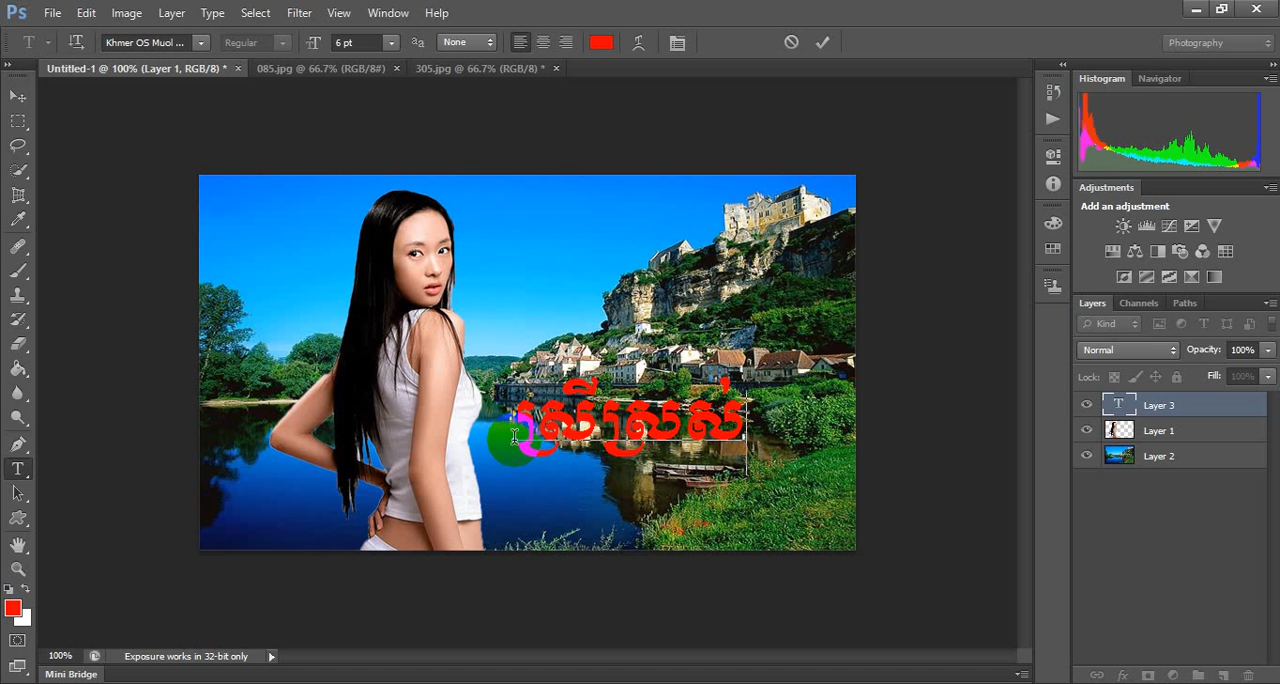 Ps File Edit Image Layer Type Select Filter View Window Help
Khmer OS Muol ... Regular 6 pt None Photography
Untitled-1 @ 100% (Layer 1, RGB/8) * 085.jpg @ 66.7% (RGB/8#) 305.jpg @ 66.7% (RGB/8) *
Histogram Navigator
Adjustments
Add an adjustment
Layers Channels Paths
Kind
Normal Opacity: 100%
Lock: Fill: 100%
T Layer 3
Layer 1
Layer 2
ស្រីស្រស់
100% Exposure works in 32-bit only
Mini Bridge